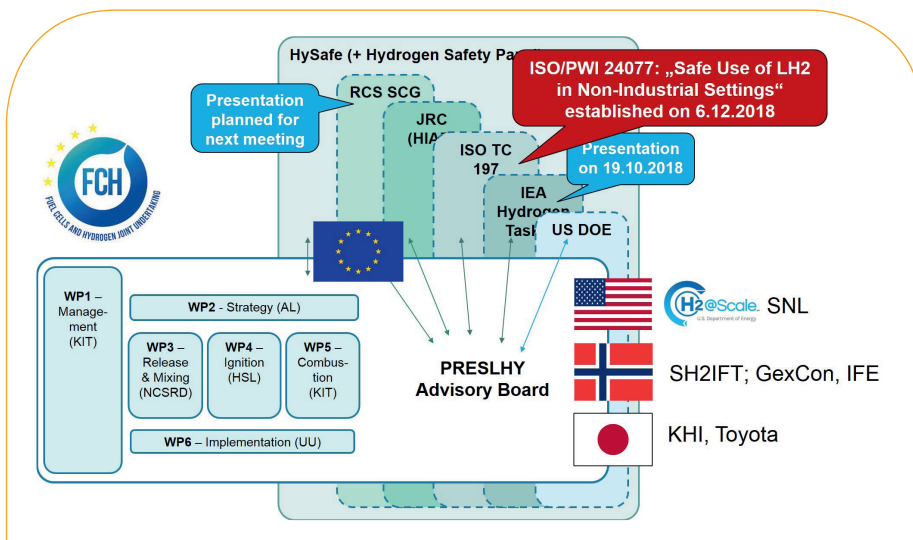 HySafe (+ Hydrogen Safety Panel)
ISO/PWI 24077: „Safe Use of LH2
in Non-Industrial Settings“
established on 6.12.2018
Presentation
planned for
next meeting
RCS SCG
JRC
(HIA
ISO TC
197
Presentation
on 19.10.2018
IEA
Hydrogen
Task
US DOE
FCH
FUEL CELLS AND HYDROGEN JOINT UNDERTAKING
WP1 –
Manage-
ment
(KIT)
WP2 - Strategy (AL)
WP3 –
Release
& Mixing
(NCSRD)
WP4 –
Ignition
(HSL)
WP5 –
Combus-
tion
(KIT)
WP6 – Implementation (UU)
PRESLHY
Advisory Board
H2@Scale
U.S. Department of Energy
SNL
SH2IFT; GexCon, IFE
KHI, Toyota